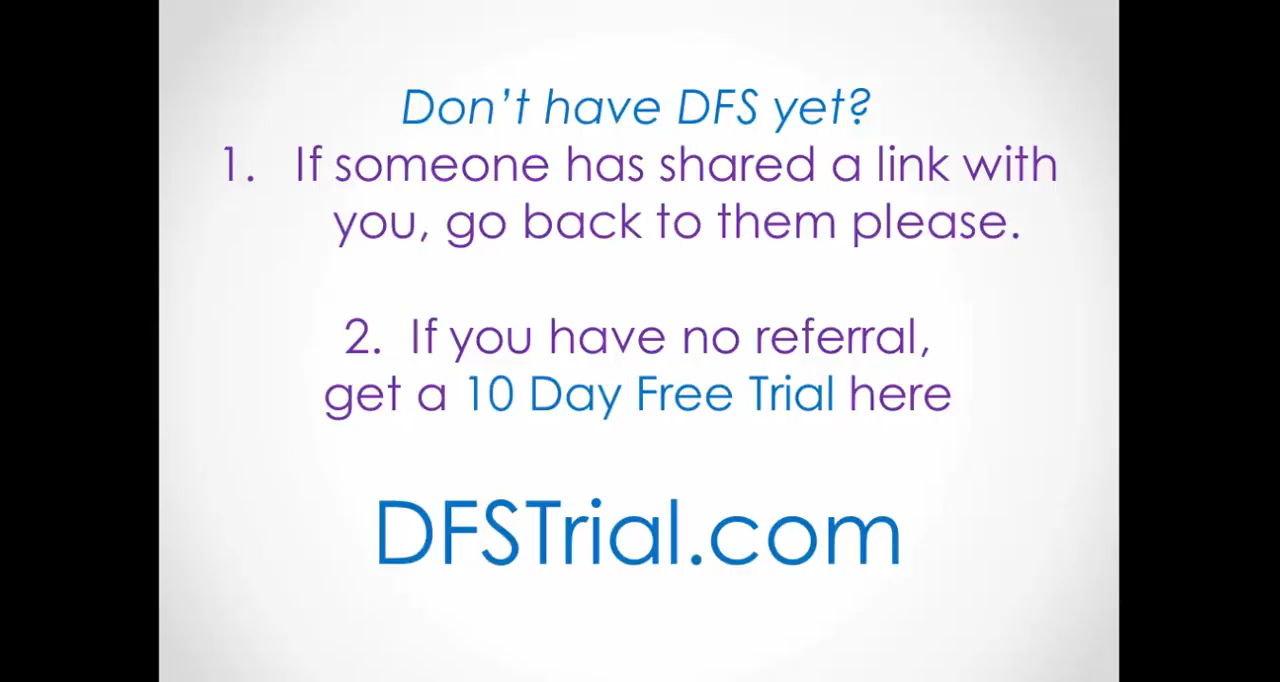 Don't have DFS yet?
1. If someone has shared a link with
you, go back to them please.
2. If you have no referral,
get a 10 Day Free Trial here
DFSTrial.com